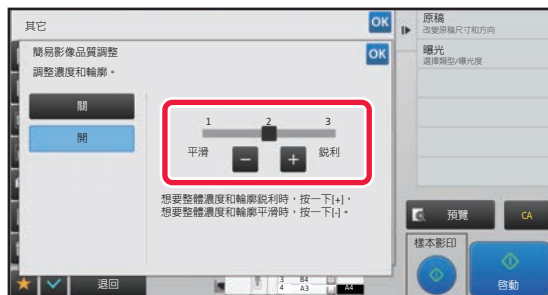 其它
OK
簡易影像品質調整
OK
調整濃度和輪廓。
關
開
1 2 3
平滑 鋭利
− +
想要整體濃度和輪廓鋭利時，按一下[+]，
想要整體濃度和輪廓平滑時，按一下[-]。
原稿
改變原稿尺寸和方向
曝光
選擇類型/曝光度
預覽
CA
樣本影印
啓動
退回
3 B4
4 A3
A4